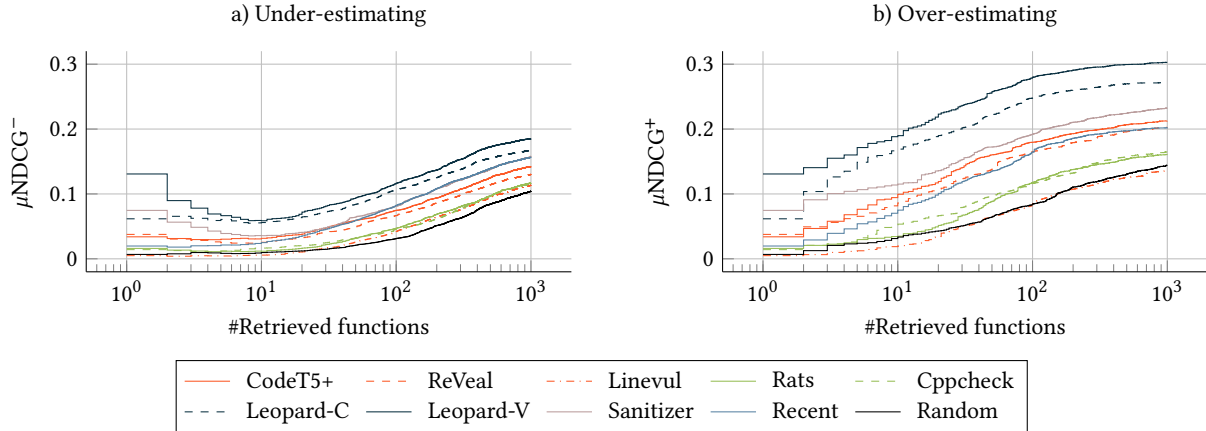 a) Under-estimating
b) Over-estimating
μNDCG⁻
0.3
0.2
0.1
0
10⁰ 10¹ 10² 10³
#Retrieved functions
μNDCG⁺
0.3
0.2
0.1
0
10⁰ 10¹ 10² 10³
#Retrieved functions
CodeT5+ ReVeal Linevul Rats Cppcheck
Leopard-C Leopard-V Sanitizer Recent Random